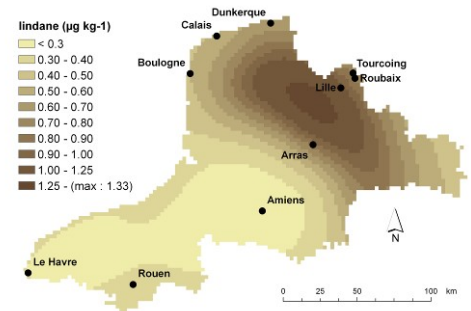 lindane (µg kg-1)
< 0.3
0.30 - 0.40
0.40 - 0.50
0.50 - 0.60
0.60 - 0.70
0.70 - 0.80
0.80 - 0.90
0.90 - 1.00
1.00 - 1.25
1.25 - (max : 1.33)
Dunkerque
Calais
Boulogne
Tourcoing
Roubaix
Lille
Arras
Amiens
Le Havre
Rouen
N
0 25 50 100 km